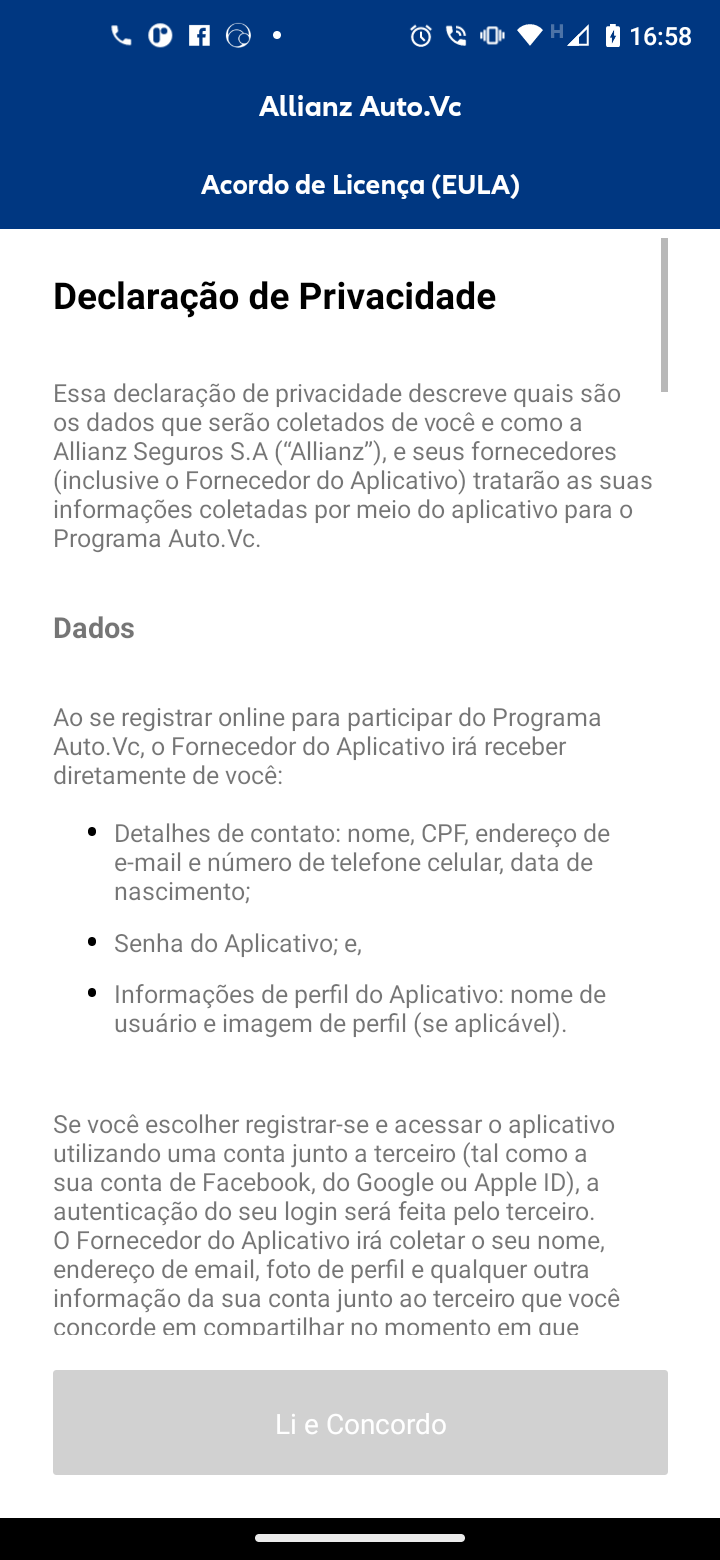 16:58
Allianz Auto.Vc
Acordo de Licença (EULA)
Declaração de Privacidade
Essa declaração de privacidade descreve quais são
os dados que serão coletados de você e como a
Allianz Seguros S.A (“Allianz”), e seus fornecedores
(inclusive o Fornecedor do Aplicativo) tratarão as suas
informações coletadas por meio do aplicativo para o
Programa Auto.Vc.
Dados
Ao se registrar online para participar do Programa
Auto.Vc, o Fornecedor do Aplicativo irá receber
diretamente de você:
• Detalhes de contato: nome, CPF, endereço de
e-mail e número de telefone celular, data de
nascimento;
• Senha do Aplicativo; e,
• Informações de perfil do Aplicativo: nome de
usuário e imagem de perfil (se aplicável).
Se você escolher registrar-se e acessar o aplicativo
utilizando uma conta junto a terceiro (tal como a
sua conta de Facebook, do Google ou Apple ID), a
autenticação do seu login será feita pelo terceiro.
O Fornecedor do Aplicativo irá coletar o seu nome,
endereço de email, foto de perfil e qualquer outra
informação da sua conta junto ao terceiro que você
concorde em compartilhar no momento em que
Li e Concordo